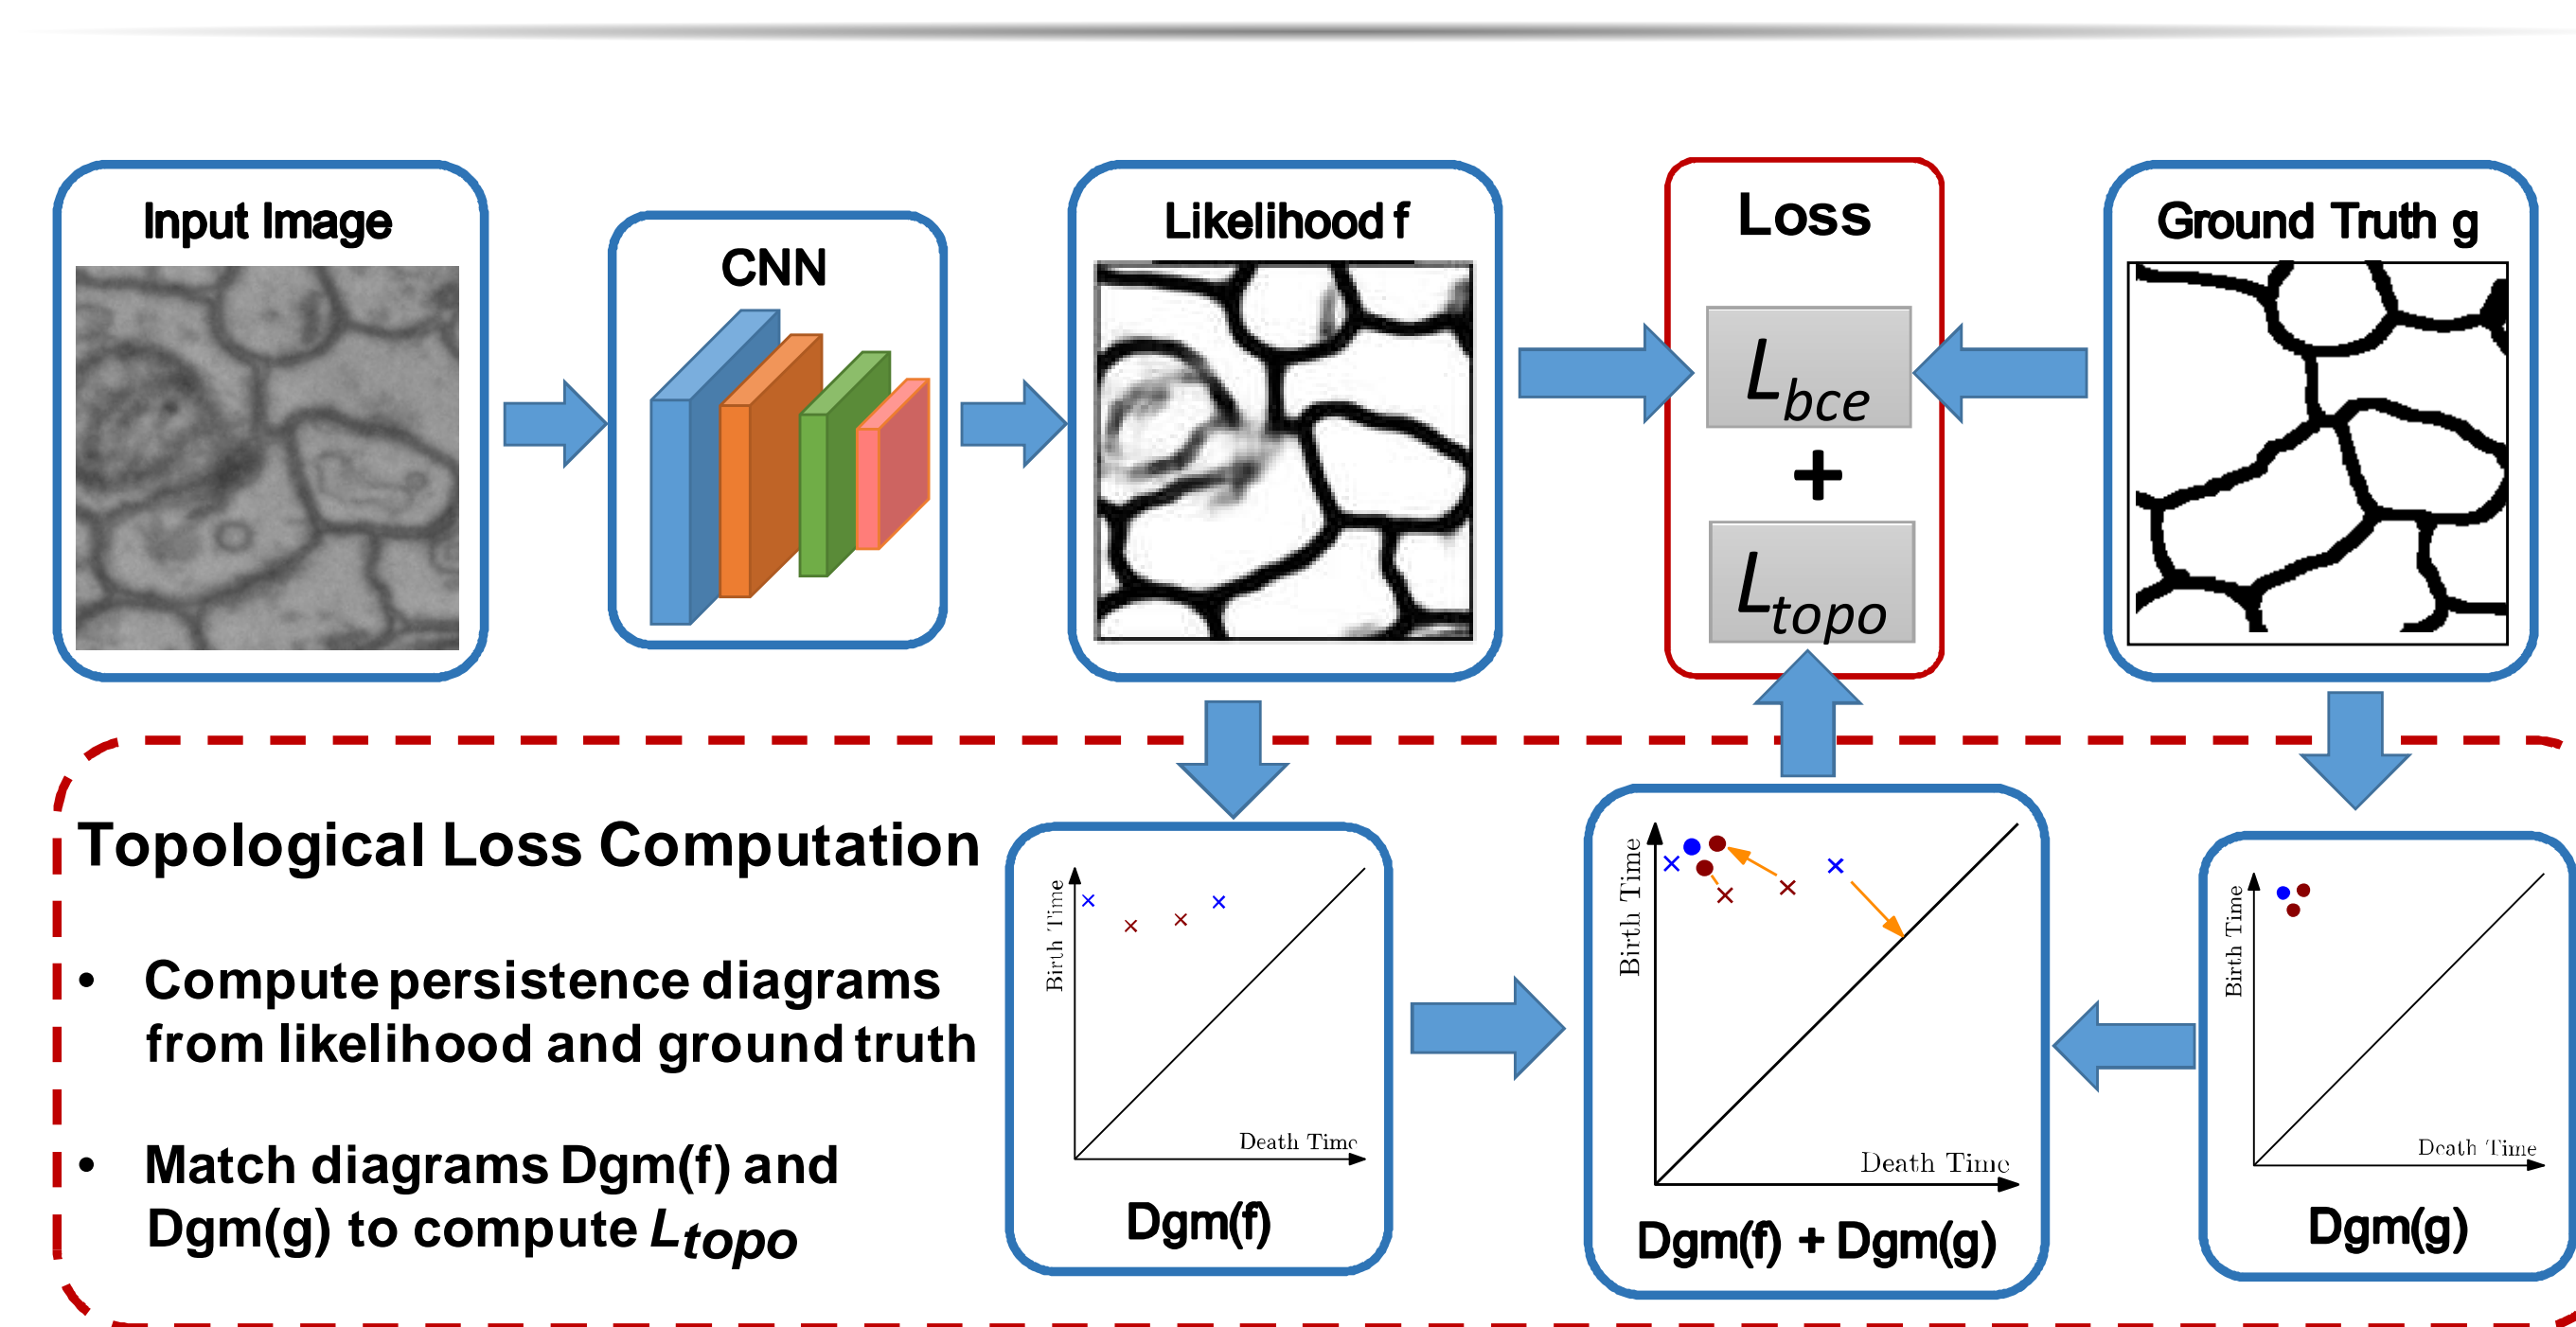 Input Image
CNN
Likelihood f
Loss
Ground Truth g
L_bce
+
L_topo
Topological Loss Computation
• Compute persistence diagrams
from likelihood and ground truth
• Match diagrams Dgm(f) and
Dgm(g) to compute L_topo
Birth Time
Death Time
Dgm(f)
Birth Time
Death Time
Dgm(f) + Dgm(g)
Birth Time
Death Time
Dgm(g)